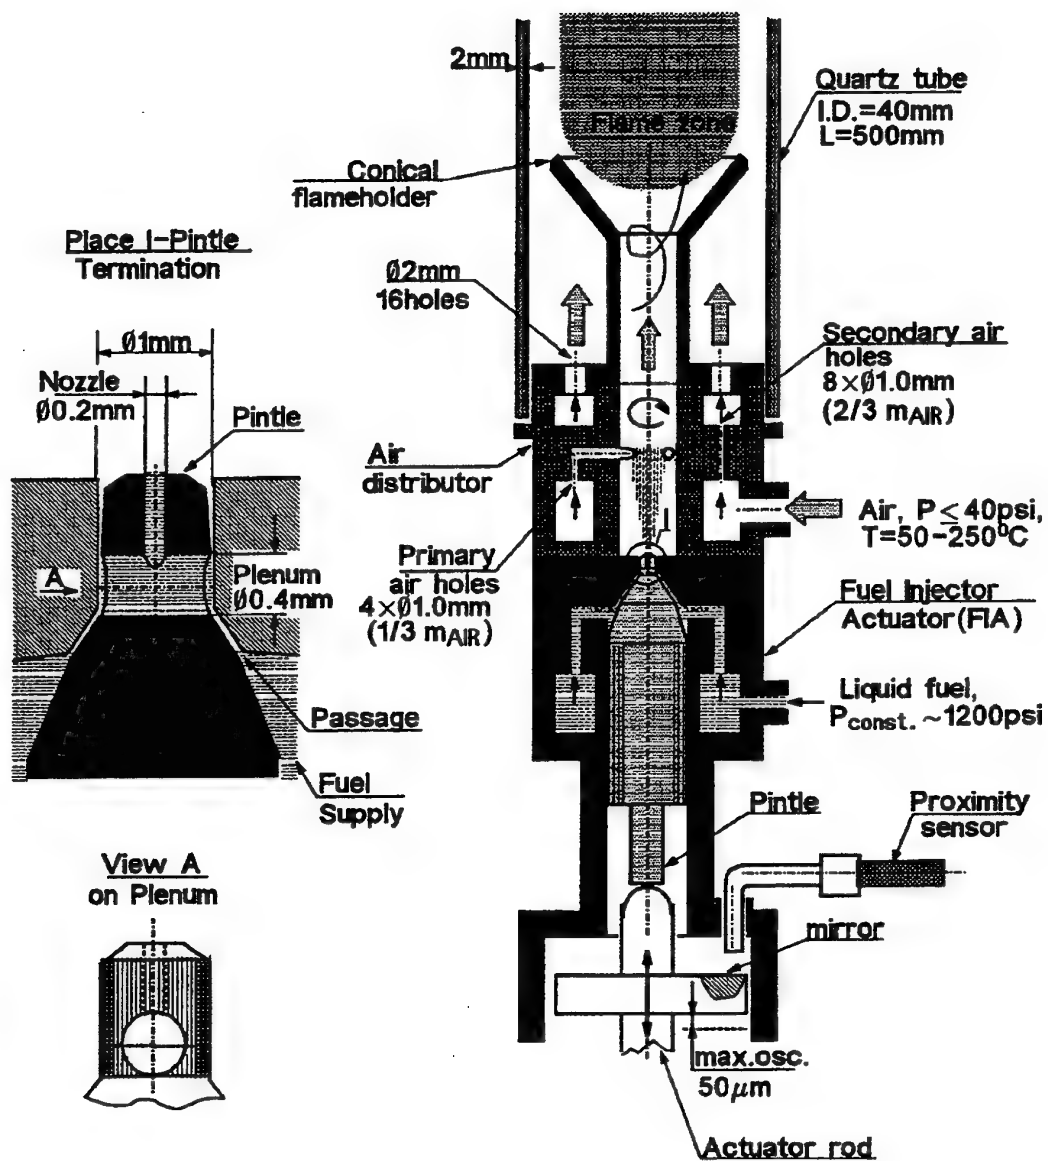 2mm
Quartz tube
I.D.=40mm
L=500mm
Flame zone
Conical
flameholder
Place I-Pintle
Termination
Ø2mm
16holes
Ø1mm
Secondary air
holes
8×Ø1.0mm
(2/3 mAIR)
Nozzle
Ø0.2mm
Pintle
Air
distributor
I
Air, P ≤ 40psi,
T=50-250⁰C
A
Plenum
Ø0.4mm
Primary
air holes
4×Ø1.0mm
(1/3 mAIR)
Fuel Injector
Actuator(FIA)
Liquid fuel,
Pconst. ~1200psi
Passage
Fuel
Supply
Pintle
Proximity
sensor
View A
on Plenum
mirror
max.osc.
50μm
Actuator rod